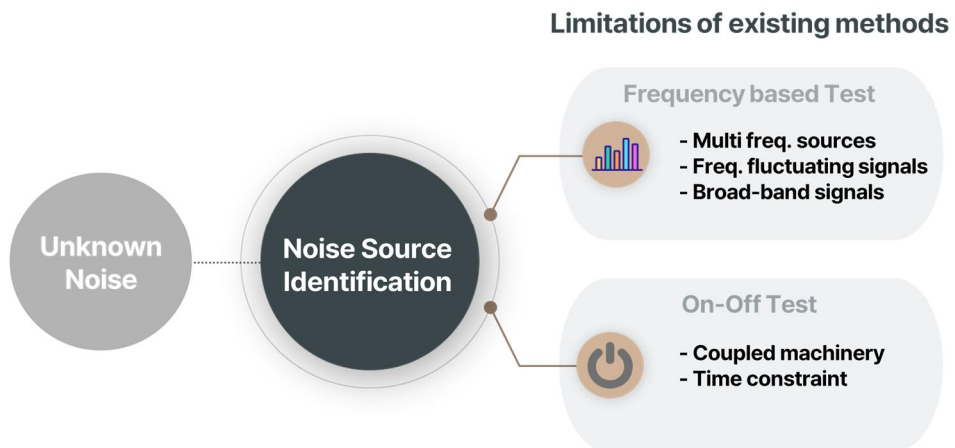 Limitations of existing methods
Frequency based Test
- Multi freq. sources
- Freq. fluctuating signals
- Broad-band signals
Unknown
Noise
Noise Source
Identification
On-Off Test
- Coupled machinery
- Time constraint